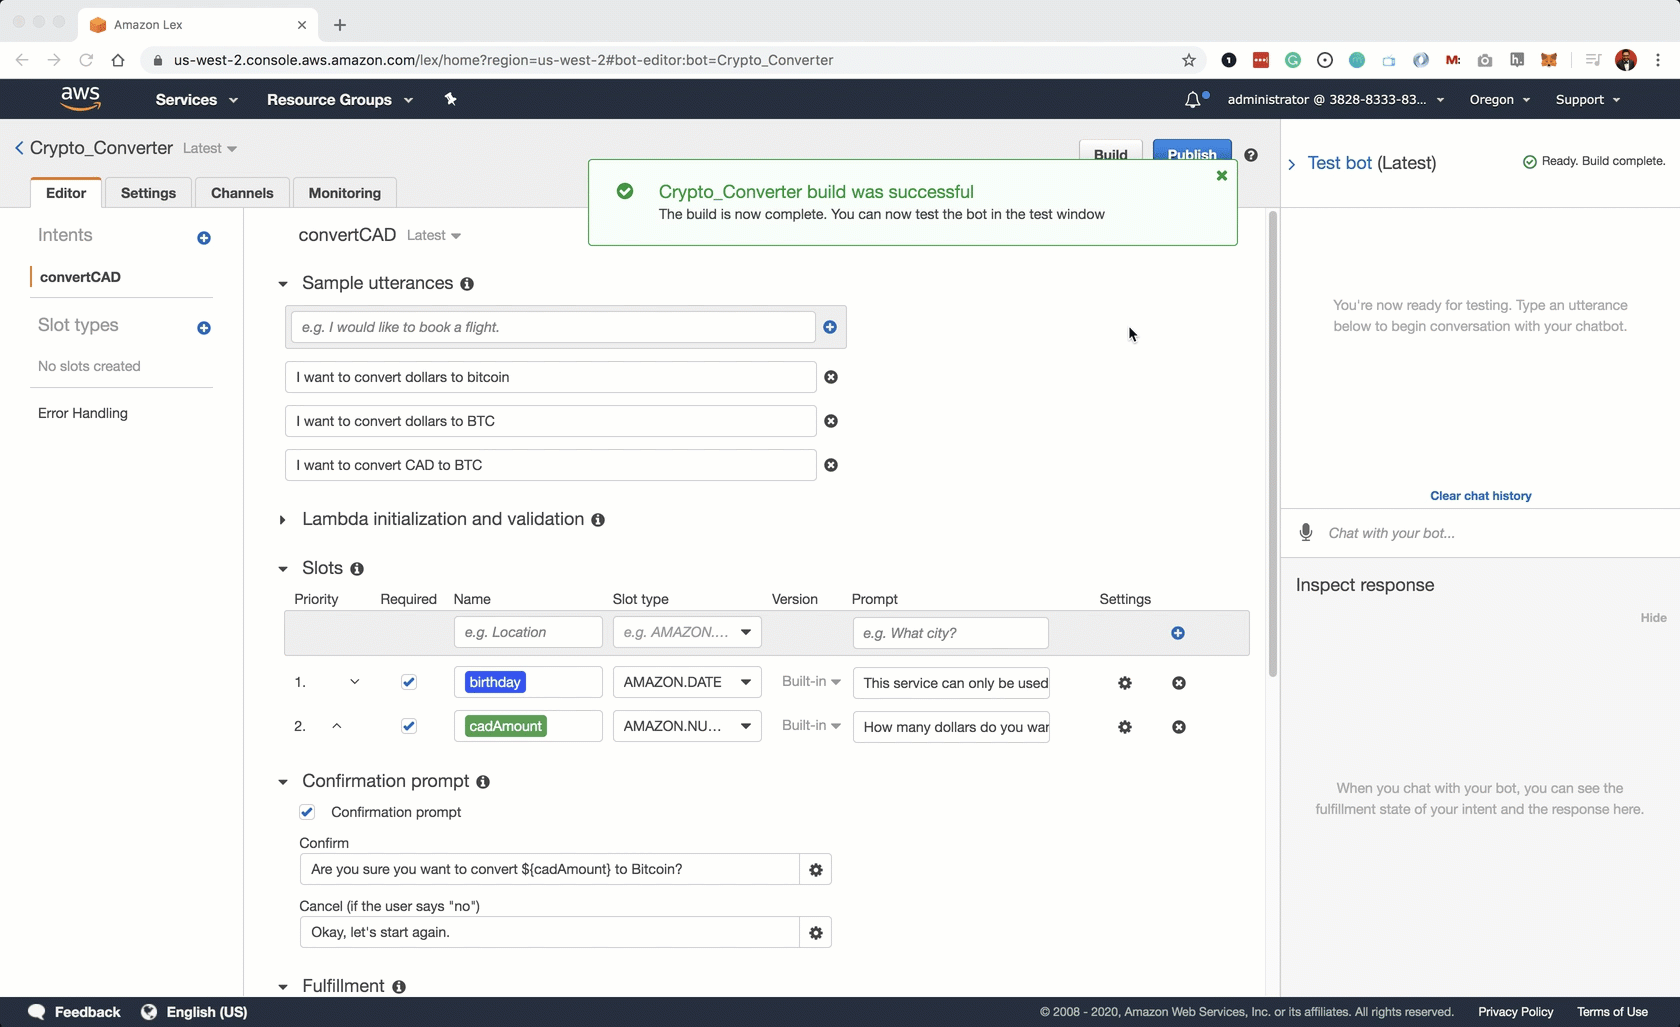 Amazon Lex
us-west-2.console.aws.amazon.com/lex/home?region=us-west-2#bot-editor:bot=Crypto_Converter
aws
Services
Resource Groups
administrator @ 3828-8333-83...
Oregon
Support
Crypto_Converter
Latest
Build
Publish
Test bot (Latest)
Ready. Build complete.
Crypto_Converter build was successful
The build is now complete. You can now test the bot in the test window
Editor
Settings
Channels
Monitoring
Intents
convertCAD
Slot types
No slots created
Error Handling
convertCAD Latest
Sample utterances
e.g. I would like to book a flight.
I want to convert dollars to bitcoin
I want to convert dollars to BTC
I want to convert CAD to BTC
Lambda initialization and validation
Slots
Priority Required Name Slot type Version Prompt Settings
e.g. Location e.g. AMAZON.... e.g. What city?
1. birthday AMAZON.DATE Built-in This service can only be used
2. cadAmount AMAZON.NU... Built-in How many dollars do you wan
Confirmation prompt
Confirmation prompt
Confirm
Are you sure you want to convert ${cadAmount} to Bitcoin?
Cancel (if the user says "no")
Okay, let's start again.
Fulfillment
You're now ready for testing. Type an utterance
below to begin conversation with your chatbot.
Clear chat history
Chat with your bot...
Inspect response
Hide
When you chat with your bot, you can see the
fulfillment state of your intent and the response here.
Feedback
English (US)
© 2008 - 2020, Amazon Web Services, Inc. or its affiliates. All rights reserved.
Privacy Policy
Terms of Use